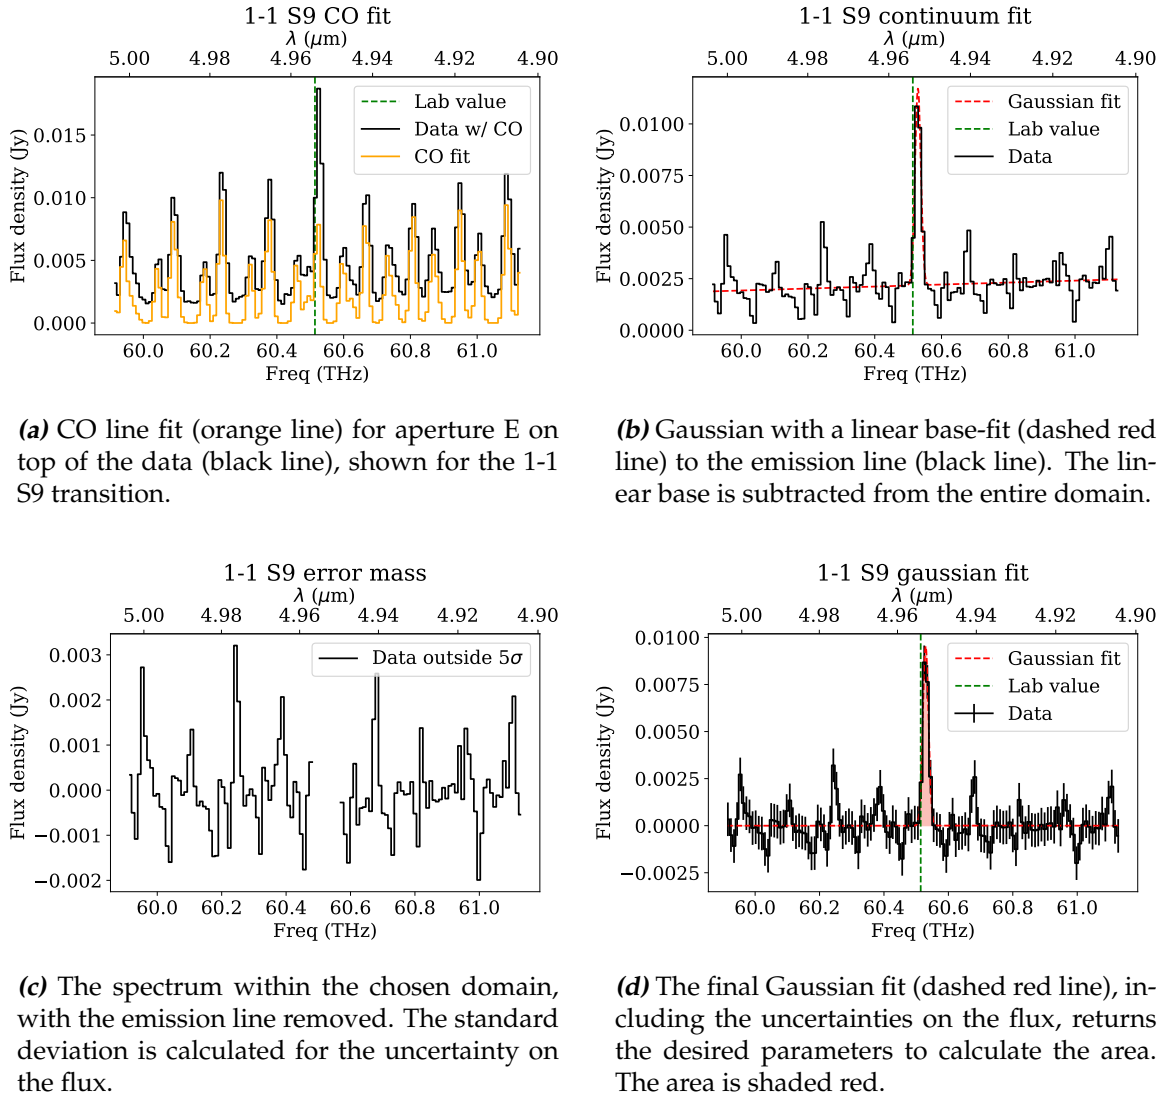 1-1 S9 CO fit
λ (μm)
5.00 4.98 4.96 4.94 4.92 4.90
Flux density (Jy)
0.015
0.010
0.005
0.000
Lab value
Data w/ CO
CO fit
60.0 60.2 60.4 60.6 60.8 61.0
Freq (THz)
(a) CO line fit (orange line) for aperture E on
top of the data (black line), shown for the 1-1
S9 transition.
1-1 S9 continuum fit
λ (μm)
5.00 4.98 4.96 4.94 4.92 4.90
Flux density (Jy)
0.0100
0.0075
0.0050
0.0025
0.0000
Gaussian fit
Lab value
Data
60.0 60.2 60.4 60.6 60.8 61.0
Freq (THz)
(b) Gaussian with a linear base-fit (dashed red
line) to the emission line (black line). The lin-
ear base is subtracted from the entire domain.
1-1 S9 error mass
λ (μm)
5.00 4.98 4.96 4.94 4.92 4.90
Flux density (Jy)
0.003
0.002
0.001
0.000
−0.001
−0.002
Data outside 5σ
60.0 60.2 60.4 60.6 60.8 61.0
Freq (THz)
(c) The spectrum within the chosen domain,
with the emission line removed. The standard
deviation is calculated for the uncertainty on
the flux.
1-1 S9 gaussian fit
λ (μm)
5.00 4.98 4.96 4.94 4.92 4.90
Flux density (Jy)
0.0100
0.0075
0.0050
0.0025
0.0000
−0.0025
Gaussian fit
Lab value
Data
60.0 60.2 60.4 60.6 60.8 61.0
Freq (THz)
(d) The final Gaussian fit (dashed red line), in-
cluding the uncertainties on the flux, returns
the desired parameters to calculate the area.
The area is shaded red.